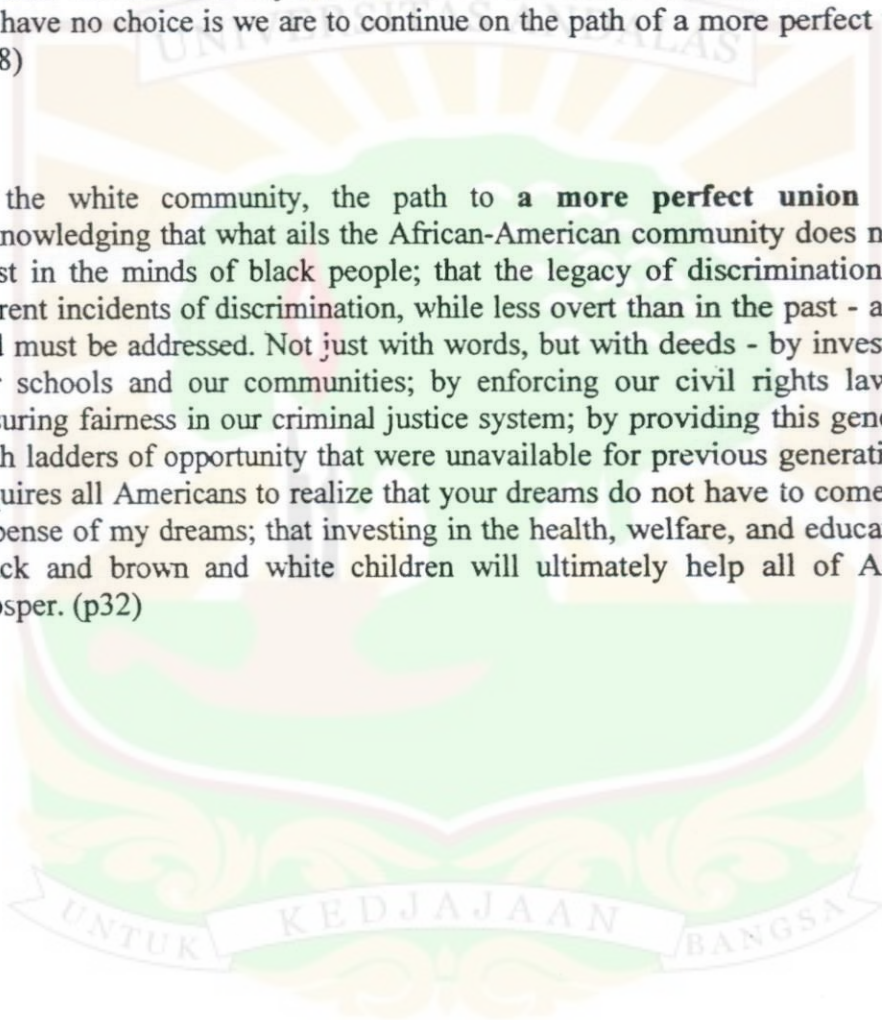 have no choice is we are to continue on the path of a more perfect
8)
UNIVERSITAS ANDALAS
the white community, the path to a more perfect union
nowledging that what ails the African-American community does n
st in the minds of black people; that the legacy of discrimination
rent incidents of discrimination, while less overt than in the past - a
l must be addressed. Not just with words, but with deeds - by inves
r schools and our communities; by enforcing our civil rights law
suring fairness in our criminal justice system; by providing this gene
h ladders of opportunity that were unavailable for previous generati
quires all Americans to realize that your dreams do not have to come
pense of my dreams; that investing in the health, welfare, and educa
ck and brown and white children will ultimately help all of A
osper. (p32)
UNTUK KEDJAJAAN BANGSA